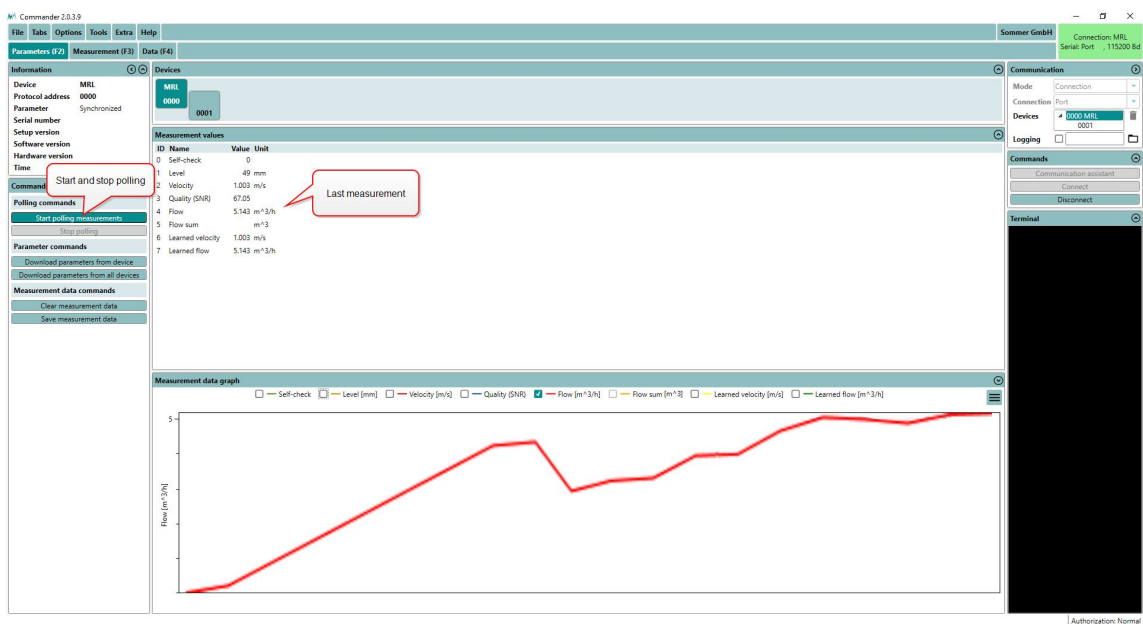 Commander 2.0.3.9
File Tabs Options Tools Extra Help
Sommer GmbH
Connection: MRL
Serial: Port , 115200 Bd
Parameters (F2) Measurement (F3) Data (F4)
Information
Device MRL
Protocol address 0000
Parameter Synchronized
Serial number
Setup version
Software version
Hardware version
Time
Start and stop polling
Command
Polling commands
Start polling measurements
Stop polling
Parameter commands
Download parameters from device
Download parameters from all devices
Measurement data commands
Clear measurement data
Save measurement data
Devices
MRL
0000
0001
Measurement values
ID Name Value Unit
0 Self-check 0
1 Level 49 mm
2 Velocity 1.003 m/s
3 Quality (SNR) 67.05
4 Flow 5.143 m^3/h
5 Flow sum m^3
6 Learned velocity 1.003 m/s
7 Learned flow 5.143 m^3/h
Last measurement
Measurement data graph
Self-check Level [mm] Velocity [m/s] Quality (SNR) Flow [m^3/h] Flow sum [m^3] Learned velocity [m/s] Learned flow [m^3/h]
5
Flow [m^3/h]
Communication
Mode Connection
Connection Port
Devices 0000 MRL
0001
Logging
Commands
Communication assistant
Connect
Disconnect
Terminal
Authorization: Normal